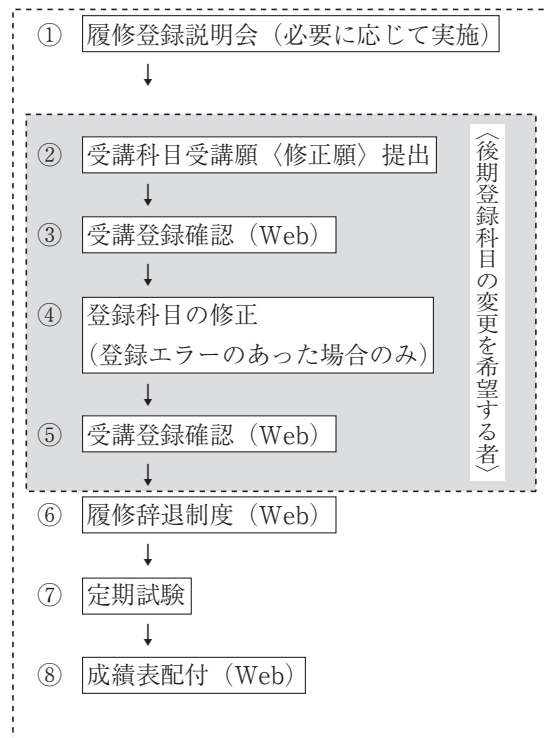 ① 履修登録説明会（必要に応じて実施）
② 受講科目受講願〈修正願〉提出
③ 受講登録確認（Web）
④ 登録科目の修正
（登録エラーのあった場合のみ）
⑤ 受講登録確認（Web）
〈後期登録科目の変更を希望する者〉
⑥ 履修辞退制度（Web）
⑦ 定期試験
⑧ 成績表配付（Web）